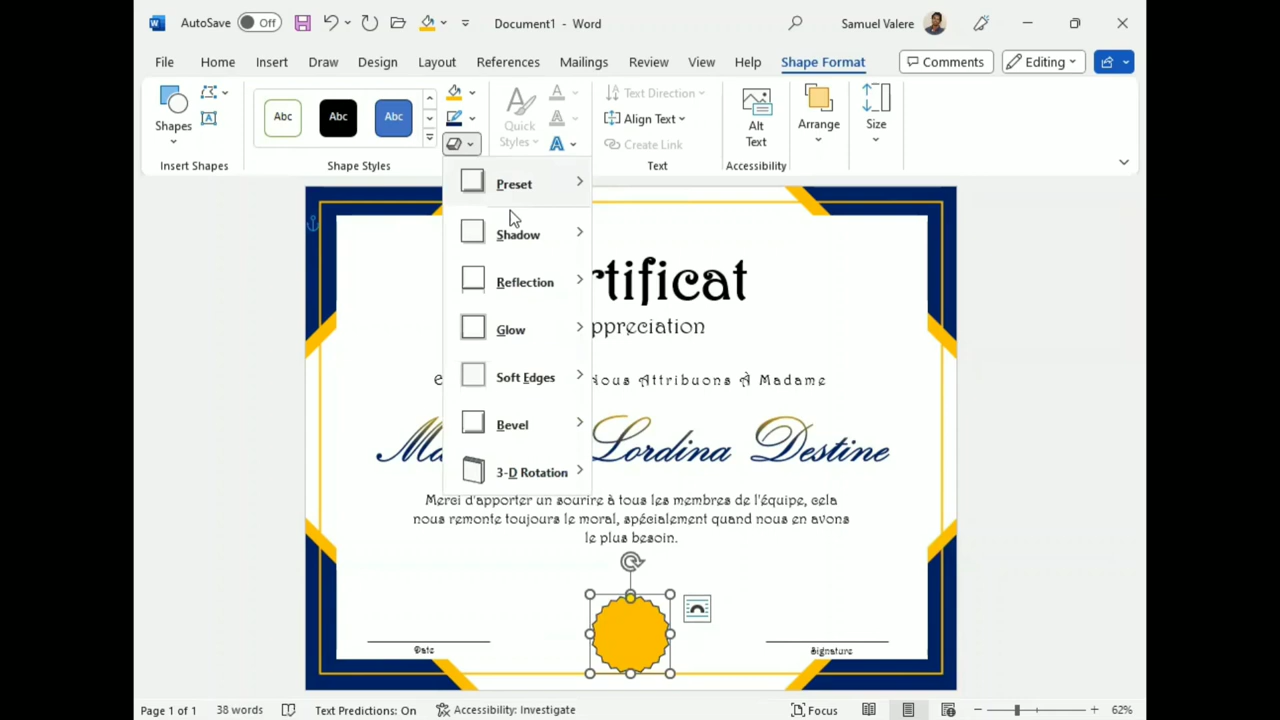 AutoSave Off
Document1 - Word
Samuel Valere
File Home Insert Draw Design Layout References Mailings Review View Help Shape Format
Comments Editing
Abc Abc Abc
Shapes
Quick
Styles
Text Direction
Align Text
Create Link
Alt
Text
Arrange
Size
Insert Shapes Shape Styles Text Accessibility
Preset
Shadow
Reflection
Glow
Soft Edges
Bevel
3-D Rotation
rtificat
ppreciation
Nous Attribuons À Madame
Lordina Destine
Merci d'apporter un sourire à tous les membres de l'équipe, cela
nous remonte toujours le moral, spécialement quand nous en avons
le plus besoin.
Date
Signature
Page 1 of 1 38 words Text Predictions: On Accessibility: Investigate Focus 62%